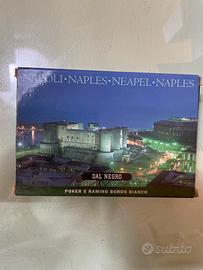 NAPOLI • NAPLES • NEAPEL • NAPLES
DAL NEGRO
POKER E RAMINO BORDO BIANCO
subito